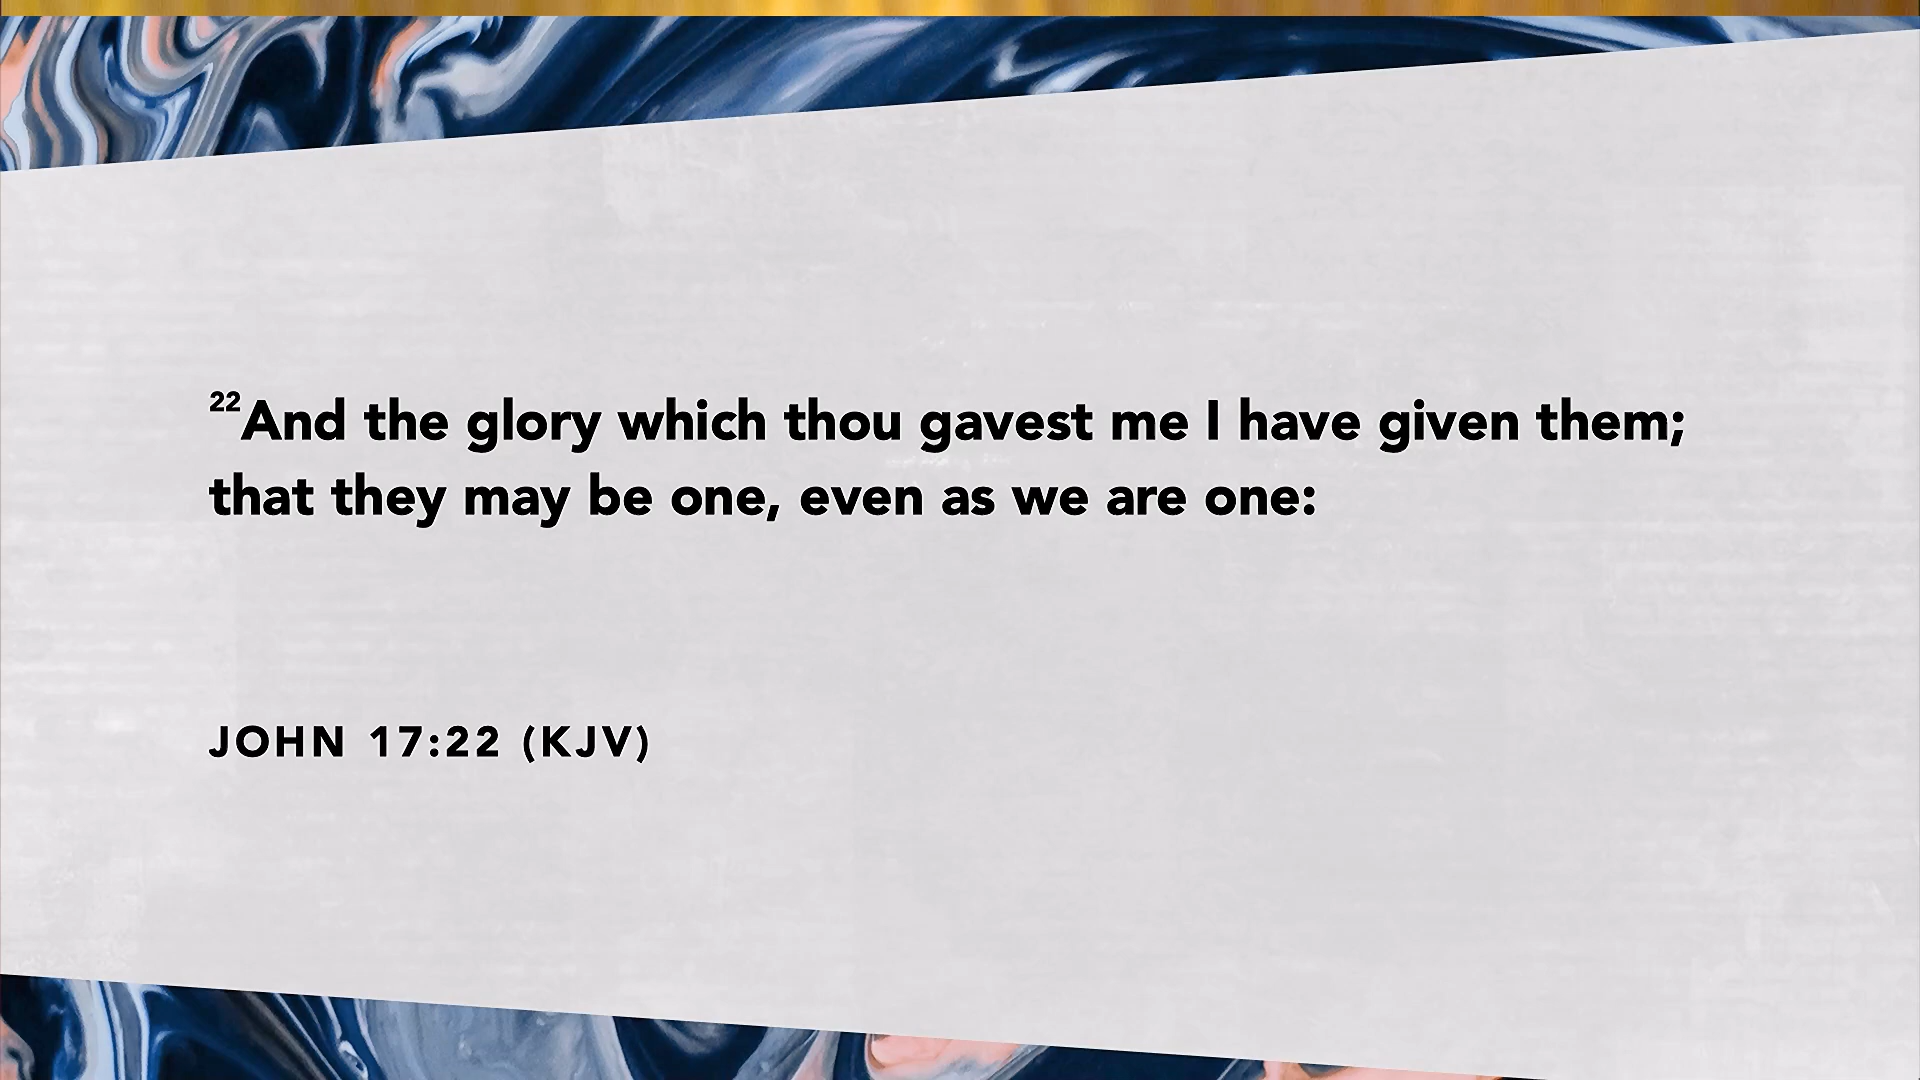 22And the glory which thou gavest me I have given them;
that they may be one, even as we are one:
JOHN 17:22 (KJV)